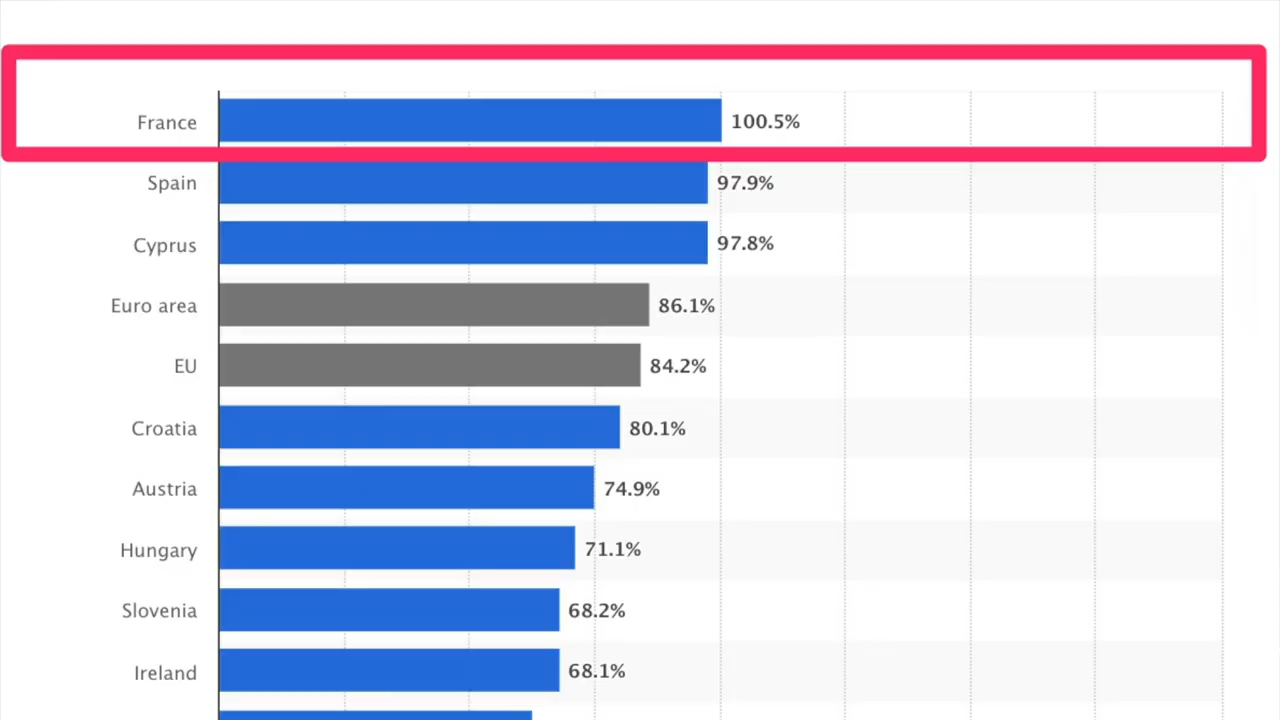 France 100.5%
Spain 97.9%
Cyprus 97.8%
Euro area 86.1%
EU 84.2%
Croatia 80.1%
Austria 74.9%
Hungary 71.1%
Slovenia 68.2%
Ireland 68.1%